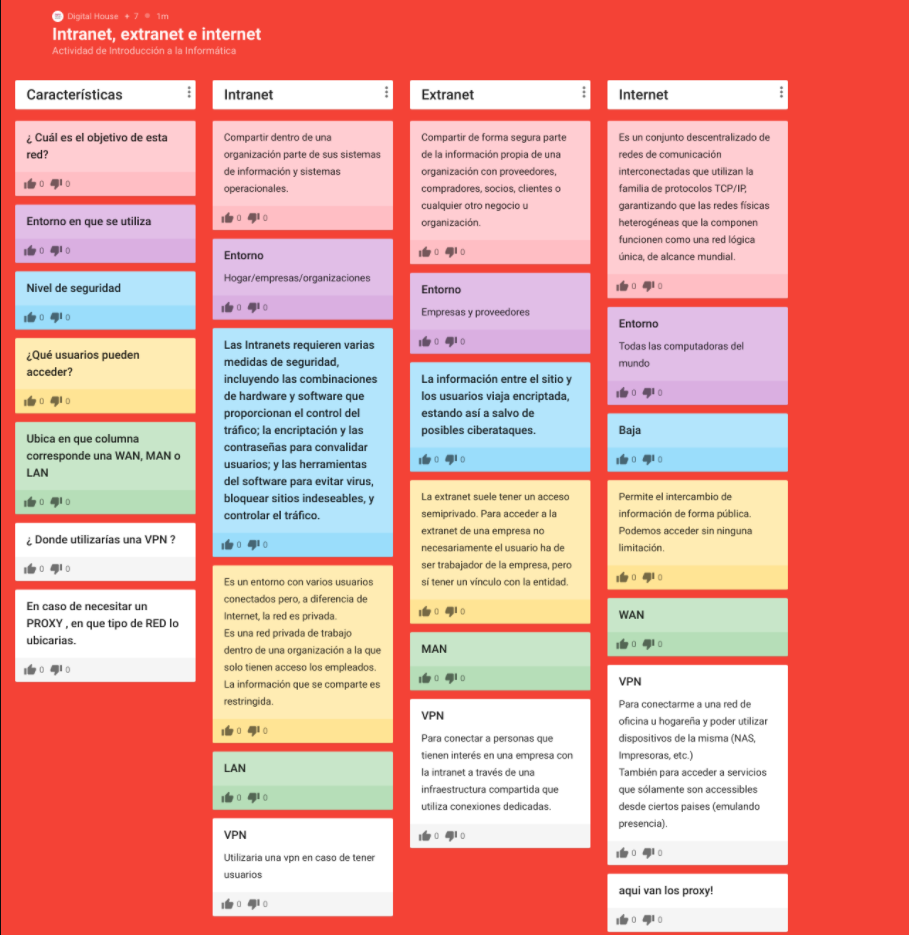 Digital House + 7 1m
Intranet, extranet e internet
Actividad de Introducción a la Informática
Características
¿ Cuál es el objetivo de esta
red?
0 0
Entorno en que se utiliza
0 0
Nivel de seguridad
0 0
¿Qué usuarios pueden
acceder?
0 0
Ubica en que columna
corresponde una WAN, MAN o
LAN
0 0
¿ Donde utilizarías una VPN ?
0 0
En caso de necesitar un
PROXY , en que tipo de RED lo
ubicarias.
0 0
Intranet
Compartir dentro de una
organización parte de sus sistemas
de información y sistemas
operacionales.
0 0
Entorno
Hogar/empresas/organizaciones
0 0
Las Intranets requieren varias
medidas de seguridad,
incluyendo las combinaciones
de hardware y software que
proporcionan el control del
tráfico; la encriptación y las
contraseñas para convalidar
usuarios; y las herramientas
del software para evitar virus,
bloquear sitios indeseables, y
controlar el tráfico.
0 0
Es un entorno con varios usuarios
conectados pero, a diferencia de
Internet, la red es privada.
Es una red privada de trabajo
dentro de una organización a la que
solo tienen acceso los empleados.
La información que se comparte es
restringida.
0 0
LAN
0 0
VPN
Utilizaria una vpn en caso de tener
usuarios
0 0
Extranet
Compartir de forma segura parte
de la información propia de una
organización con proveedores,
compradores, socios, clientes o
cualquier otro negocio u
organización.
0 0
Entorno
Empresas y proveedores
0 0
La información entre el sitio y
los usuarios viaja encriptada,
estando así a salvo de
posibles ciberataques.
0 0
La extranet suele tener un acceso
semiprivado. Para acceder a la
extranet de una empresa no
necesariamente el usuario ha de
ser trabajador de la empresa, pero
sí tener un vínculo con la entidad.
0 0
MAN
0 0
VPN
Para conectar a personas que
tienen interés en una empresa con
la intranet a través de una
infraestructura compartida que
utiliza conexiones dedicadas.
0 0
Internet
Es un conjunto descentralizado de
redes de comunicación
interconectadas que utilizan la
familia de protocolos TCP/IP,
garantizando que las redes físicas
heterogéneas que la componen
funcionen como una red lógica
única, de alcance mundial.
0 0
Entorno
Todas las computadoras del
mundo
0 0
Baja
0 0
Permite el intercambio de
información de forma pública.
Podemos acceder sin ninguna
limitación.
0 0
WAN
0 0
VPN
Para conectarme a una red de
oficina u hogareña y poder utilizar
dispositivos de la misma (NAS,
Impresoras, etc.)
También para acceder a servicios
que sólamente son accessibles
desde ciertos paises (emulando
presencia).
0 0
aqui van los proxy!
0 0